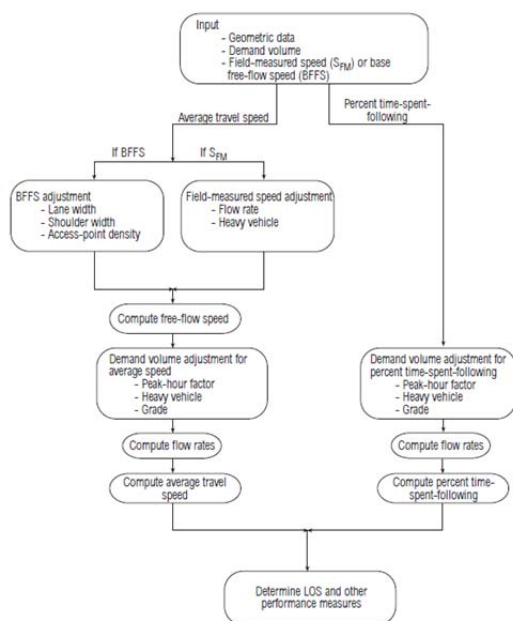 Input
- Geometric data
- Demand volume
- Field-measured speed (SFM) or base
free-flow speed (BFFS)
Average travel speed
Percent time-spent-
following
If BFFS
If SFM
BFFS adjustment
- Lane width
- Shoulder width
- Access-point density
Field-measured speed adjustment
- Flow rate
- Heavy vehicle
Compute free-flow speed
Demand volume adjustment for
average speed
- Peak-hour factor
- Heavy vehicle
- Grade
Demand volume adjustment for
percent time-spent-following
- Peak-hour factor
- Heavy vehicle
- Grade
Compute flow rates
Compute flow rates
Compute average travel
speed
Compute percent time-
spent-following
Determine LOS and other
performance measures